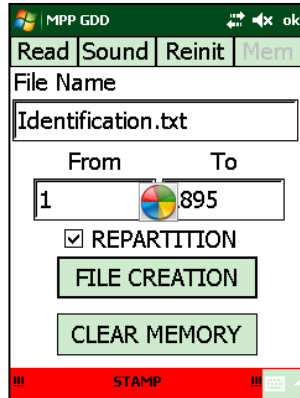 MPP GDD ok
Read Sound Reinit Mem
File Name
Identification.txt
From To
1 895
REPARTITION
FILE CREATION
CLEAR MEMORY
!!! STAMP !!!